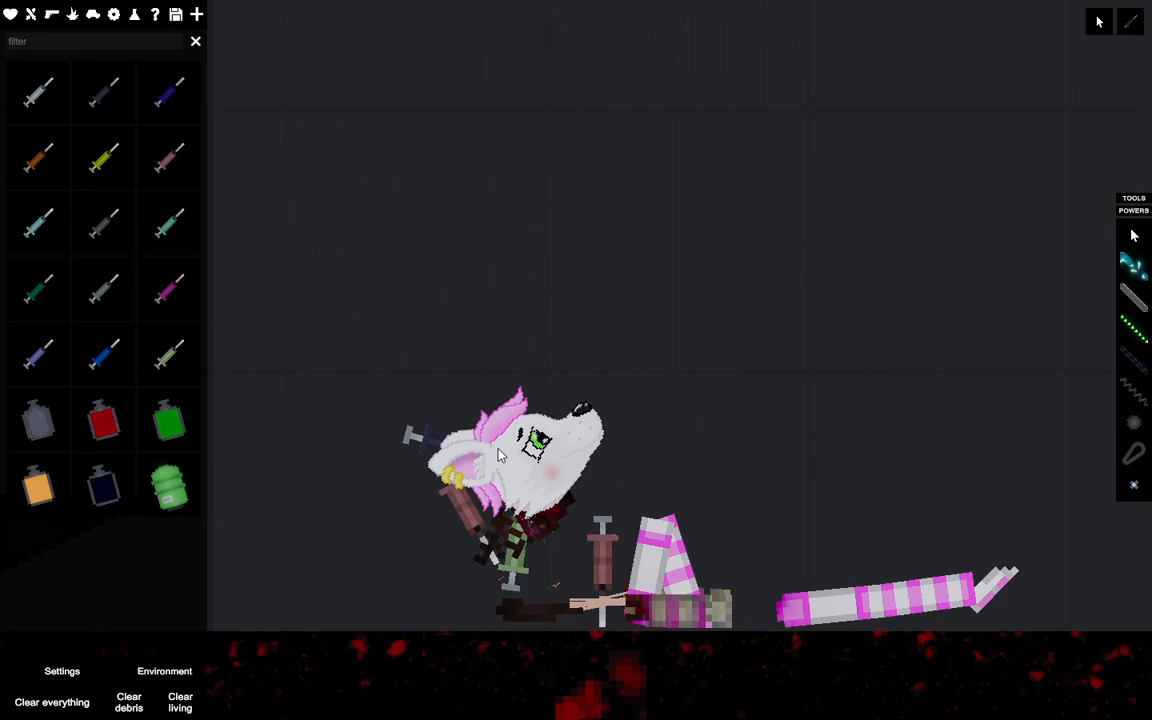 filter
TOOLS
POWERS
Settings
Environment
Clear everything
Clear debris
Clear living